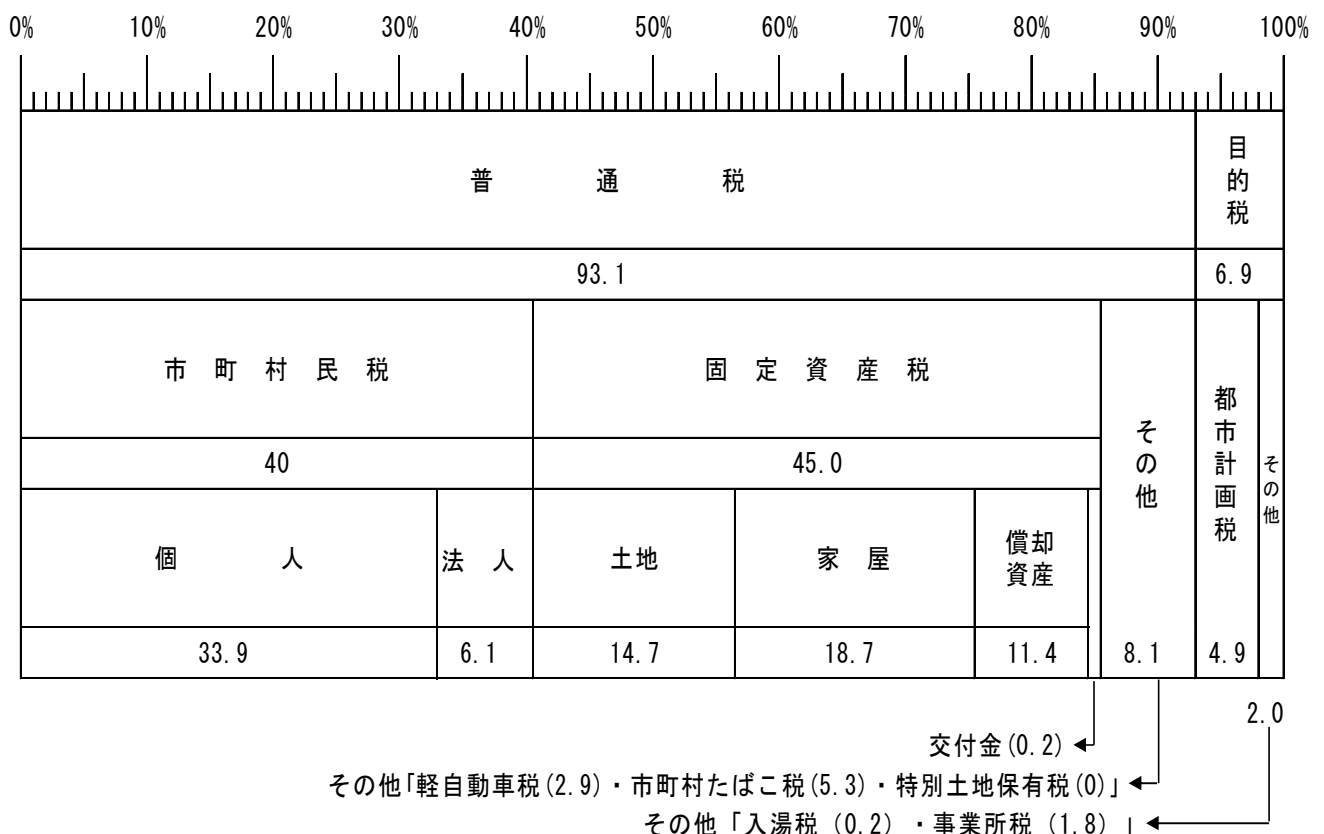 0% 10% 20% 30% 40% 50% 60% 70% 80% 90% 100%
普通税
目的税
93.1 6.9
市町村民税
固定資産税
その他
都市計画税
その他
40 45.0
個人
法人
土地
家屋
償却
資産
33.9 6.1 14.7 18.7 11.4 8.1 4.9
2.0
交付金(0.2)
その他「軽自動車税(2.9)・市町村たばこ税(5.3)・特別土地保有税(0)」
その他「入湯税(0.2)・事業所税(1.8)」